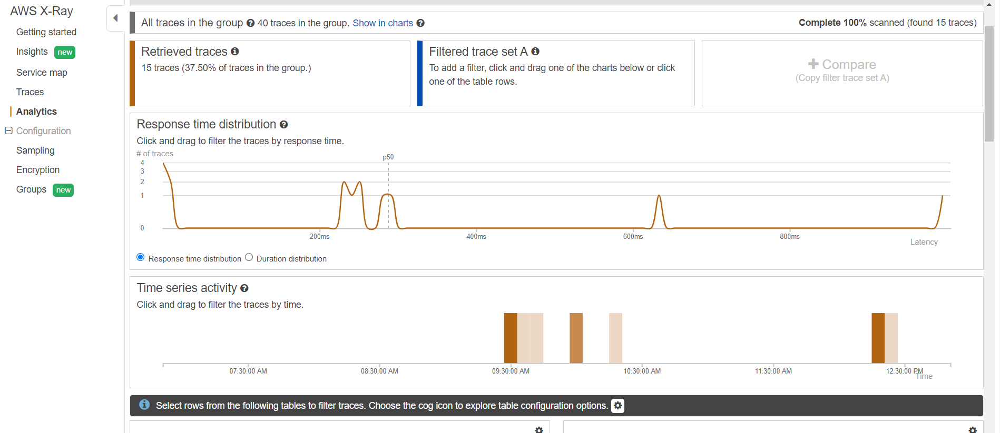 AWS X-Ray
Getting started
Insights new
Service map
Traces
Analytics
Configuration
Sampling
Encryption
Groups new
All traces in the group 40 traces in the group. Show in charts
Complete 100% scanned (found 15 traces)
Retrieved traces
15 traces (37.50% of traces in the group.)
Filtered trace set A
To add a filter, click and drag one of the charts below or click
one of the table rows.
Compare
(Copy filter trace set A)
Response time distribution
Click and drag to filter the traces by response time.
# of traces
p50
4
3
2
1
0
200ms 400ms 600ms 800ms
Latency
Response time distribution Duration distribution
Time series activity
Click and drag to filter the traces by time.
07:30:00 AM 08:30:00 AM 09:30:00 AM 10:30:00 AM 11:30:00 AM 12:30:00 PM
Time
Select rows from the following tables to filter traces. Choose the cog icon to explore table configuration options.